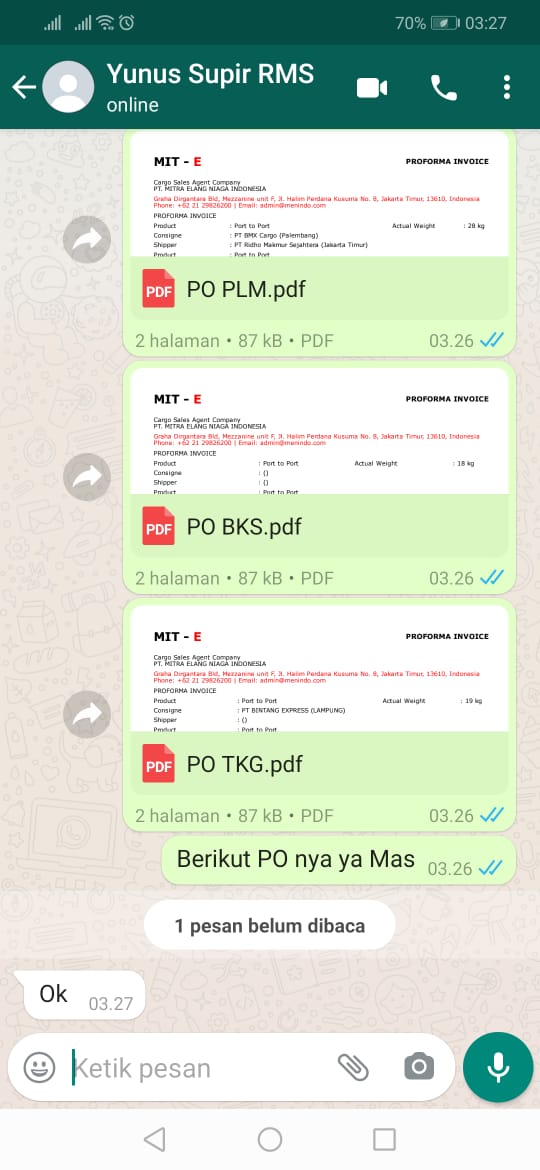 70% 03:27
Yunus Supir RMS
online
MIT - E PROFORMA INVOICE
Cargo Sales Agent Company
PT. MITRA ELANG NIAGA INDONESIA
Graha Dirgantara Bld, Mezzanine unit F, Jl. Halim Perdana Kusuma No. 8, Jakarta Timur, 13610, Indonesia
Phone: +62 21 29826200 | Email: admin@menindo.com
PROFORMA INVOICE
Product : Port to Port Actual Weight : 28 kg
Consigne : PT BMX Cargo (Palembang)
Shipper : PT Ridho Makmur Sejahtera (Jakarta Timur)
Product : Port to Port
PDF PO PLM.pdf
2 halaman • 87 kB • PDF 03.26
MIT - E PROFORMA INVOICE
Cargo Sales Agent Company
PT. MITRA ELANG NIAGA INDONESIA
Graha Dirgantara Bld, Mezzanine unit F, Jl. Halim Perdana Kusuma No. 8, Jakarta Timur, 13610, Indonesia
Phone: +62 21 29826200 | Email: admin@menindo.com
PROFORMA INVOICE
Product : Port to Port Actual Weight : 18 kg
Consigne : ()
Shipper : ()
Product : Port to Port
PDF PO BKS.pdf
2 halaman • 87 kB • PDF 03.26
MIT - E PROFORMA INVOICE
Cargo Sales Agent Company
PT. MITRA ELANG NIAGA INDONESIA
Graha Dirgantara Bld, Mezzanine unit F, Jl. Halim Perdana Kusuma No. 8, Jakarta Timur, 13610, Indonesia
Phone: +62 21 29826200 | Email: admin@menindo.com
PROFORMA INVOICE
Product : Port to Port Actual Weight : 19 kg
Consigne : PT BINTANG EXPRESS (LAMPUNG)
Shipper : ()
Product : Port to Port
PDF PO TKG.pdf
2 halaman • 87 kB • PDF 03.26
Berikut PO nya ya Mas 03.26
1 pesan belum dibaca
Ok 03.27
Ketik pesan